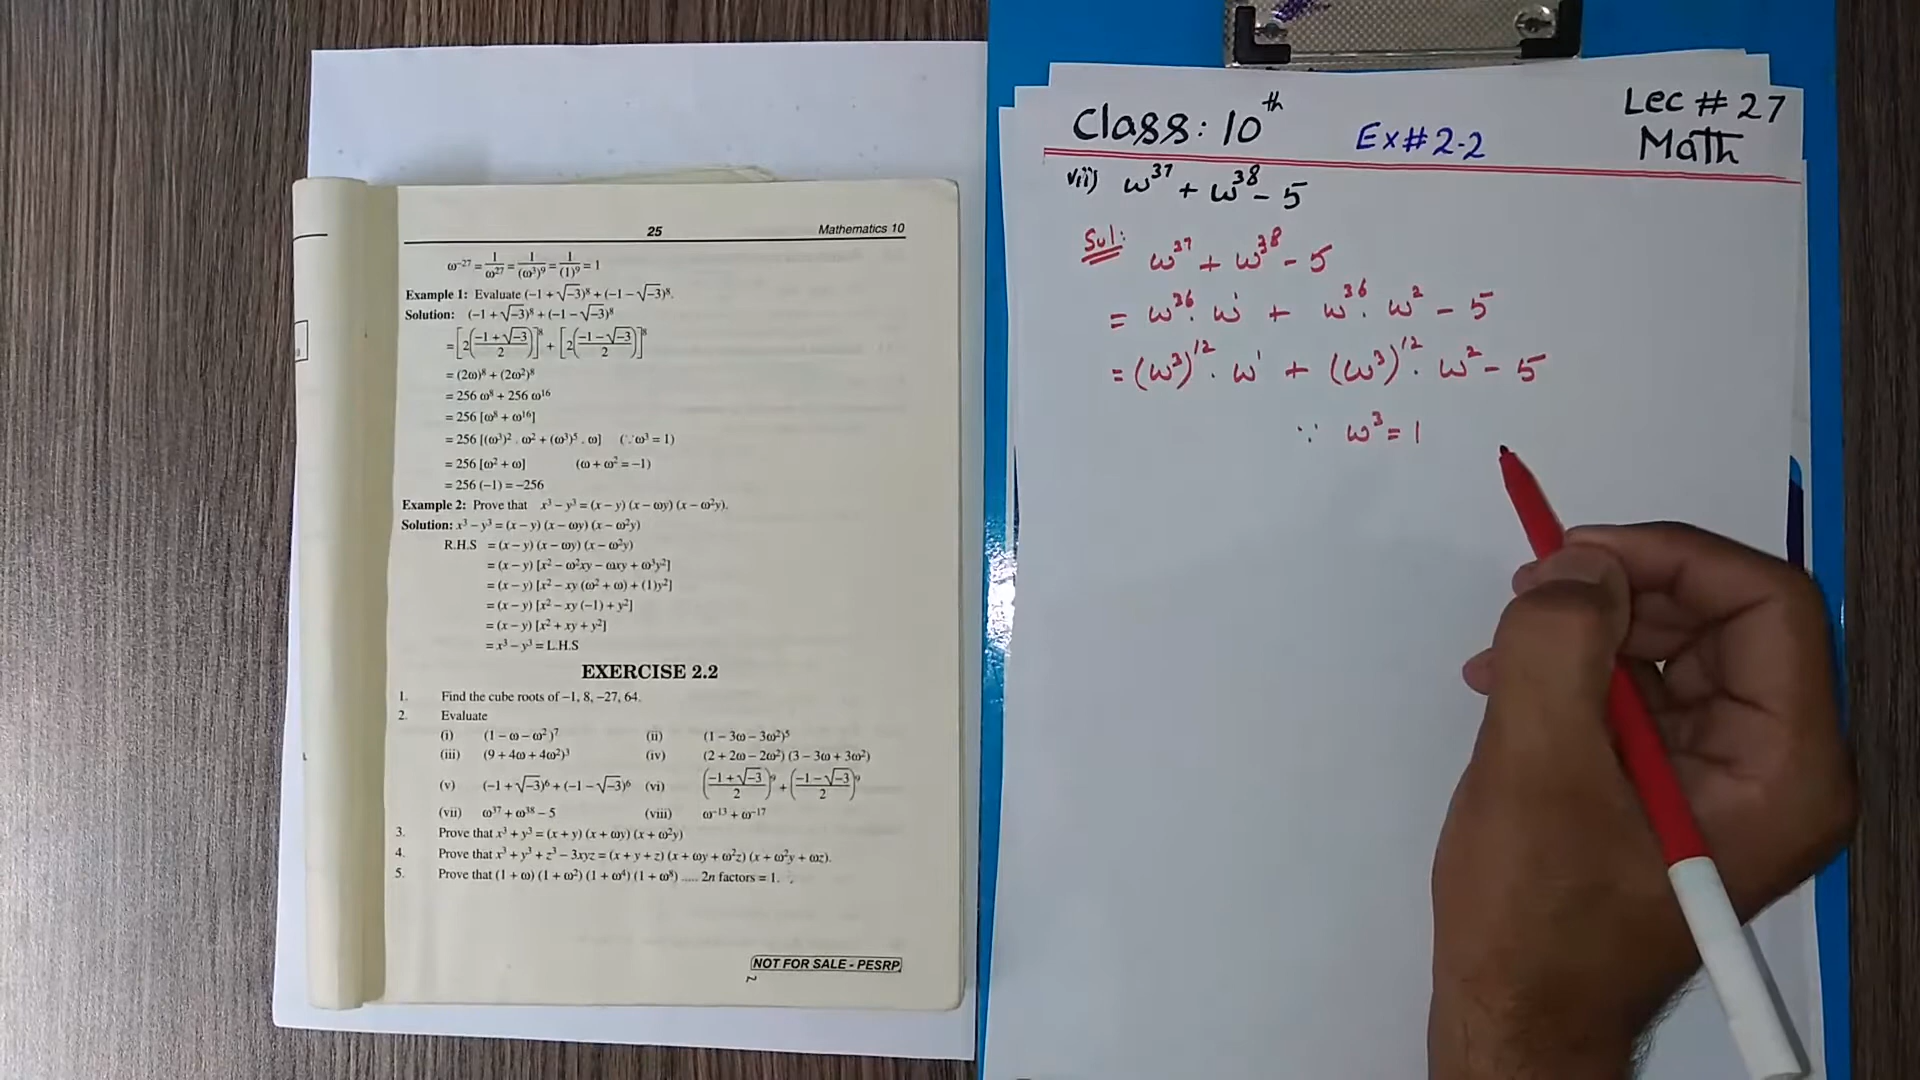 25 Mathematics 10
ω⁻²⁷ = 1/ω²⁷ = 1/(ω³)⁹ = 1/(1)⁹ = 1
Example 1: Evaluate (−1 + √−3)⁸ + (−1 − √−3)⁸.
Solution: (−1 + √−3)⁸ + (−1 − √−3)⁸
= [2((−1 + √−3)/2)]⁸ + [2((−1 − √−3)/2)]⁸
= (2ω)⁸ + (2ω²)⁸
= 256 ω⁸ + 256 ω¹⁶
= 256 [ω⁸ + ω¹⁶]
= 256 [(ω³)² . ω² + (ω³)⁵ . ω] (∵ ω³ = 1)
= 256 [ω² + ω] (ω + ω² = −1)
= 256 (−1) = −256
Example 2: Prove that x³ − y³ = (x − y) (x − ωy) (x − ω²y).
Solution: x³ − y³ = (x − y) (x − ωy) (x − ω²y)
R.H.S = (x − y) (x − ωy) (x − ω²y)
= (x − y) [x² − ω²xy − ωxy + ω³y²]
= (x − y) [x² − xy (ω² + ω) + (1)y²]
= (x − y) [x² − xy (−1) + y²]
= (x − y) [x² + xy + y²]
= x³ − y³ = L.H.S
EXERCISE 2.2
1. Find the cube roots of −1, 8, −27, 64.
2. Evaluate
(i) (1 − ω − ω²)⁷ (ii) (1 − 3ω − 3ω²)⁵
(iii) (9 + 4ω + 4ω²)³ (iv) (2 + 2ω − 2ω²) (3 − 3ω + 3ω²)
(v) (−1 + √−3)⁶ + (−1 − √−3)⁶ (vi) ((−1 + √−3)/2)⁹ + ((−1 − √−3)/2)⁹
(vii) ω³⁷ + ω³⁸ − 5 (viii) ω⁻¹³ + ω⁻¹⁷
3. Prove that x³ + y³ = (x + y) (x + ωy) (x + ω²y)
4. Prove that x³ + y³ + z³ − 3xyz = (x + y + z) (x + ωy + ω²z) (x + ω²y + ωz).
5. Prove that (1 + ω) (1 + ω²) (1 + ω⁴) (1 + ω⁸) ..... 2n factors = 1.
NOT FOR SALE - PESRP
Class: 10th Ex# 2.2 Lec # 27
Math
vii) ω³⁷ + ω³⁸ − 5
Sol: ω³⁷ + ω³⁸ − 5
= ω³⁶ . ω¹ + ω³⁶ . ω² − 5
= (ω³)¹² . ω¹ + (ω³)¹² . ω² − 5
∵ ω³ = 1